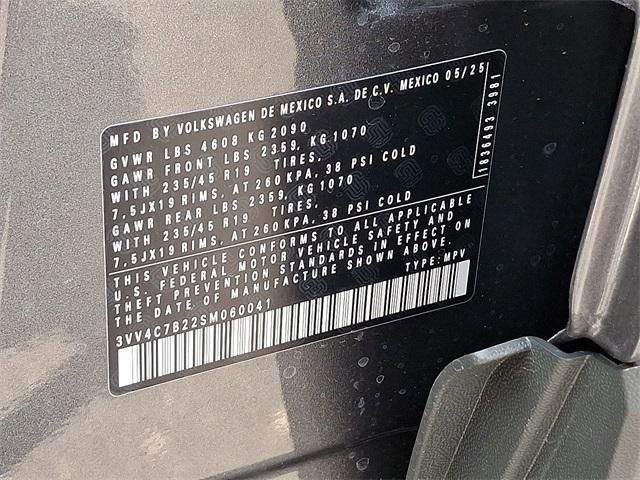 MFD BY VOLKSWAGEN DE MEXICO S.A. DE C.V. MEXICO 05/25
GVWR LBS 4608 KG 2090
GAWR FRONT LBS 2359, KG 1070
WITH 235/45 R19 TIRES,
7.5JX19 RIMS, AT 260KPA, 38 PSI COLD
GAWR REAR LBS 2359, KG 1070
WITH 235/45 R19 TIRES,
7.5JX19 RIMS, AT 260KPA, 38 PSI COLD
THIS VEHICLE CONFORMS TO ALL APPLICABLE
U.S. FEDERAL MOTOR VEHICLE SAFETY AND
THEFT PREVENTION STANDARDS IN EFFECT ON
THE DATE OF MANUFACTURE SHOWN ABOVE.
TYPE: MPV
3VV4C7B22SM060041
1836493 3981